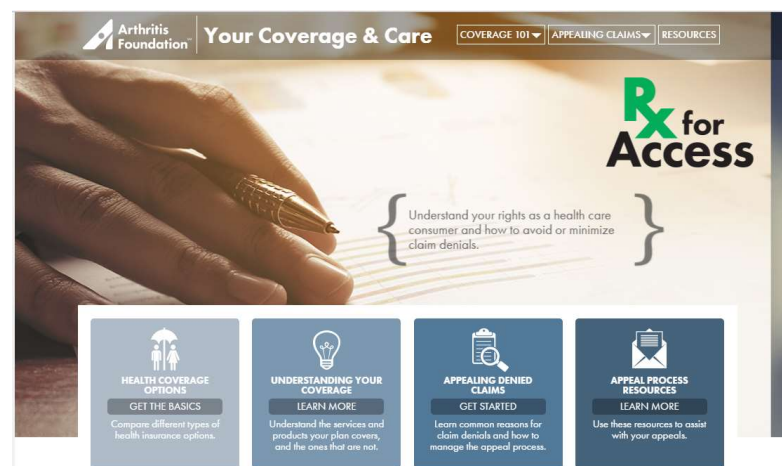 Arthritis
Foundation™
Your Coverage & Care
COVERAGE 101
APPEALING CLAIMS
RESOURCES
Rx for
Access
Understand your rights as a health care
consumer and how to avoid or minimize
claim denials.
HEALTH COVERAGE
OPTIONS
GET THE BASICS
Compare different types of
health insurance options.
UNDERSTANDING YOUR
COVERAGE
LEARN MORE
Understand the services and
products your plan covers,
and the ones that are not.
APPEALING DENIED
CLAIMS
GET STARTED
Learn common reasons for
claim denials and how to
manage the appeal process.
APPEAL PROCESS
RESOURCES
LEARN MORE
Use these resources to assist
with your appeals.